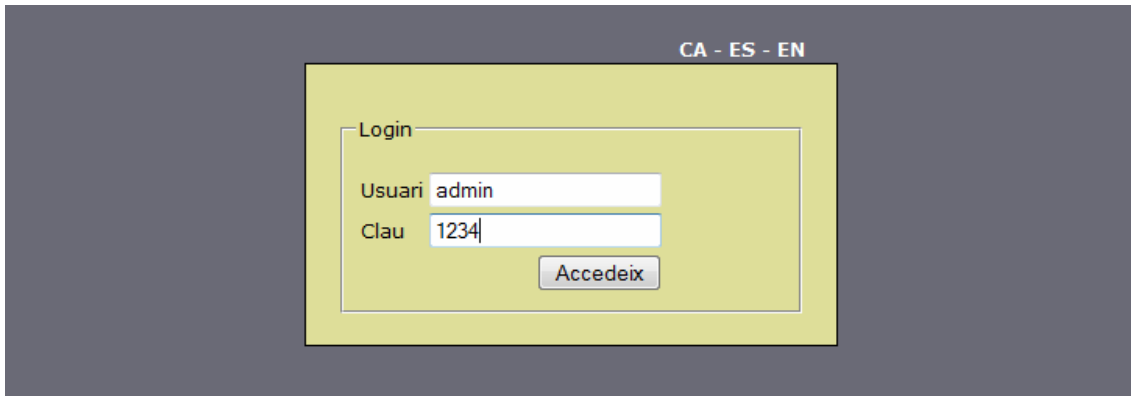 CA - ES - EN
Login
Usuari admin
Clau 1234
Accedeix